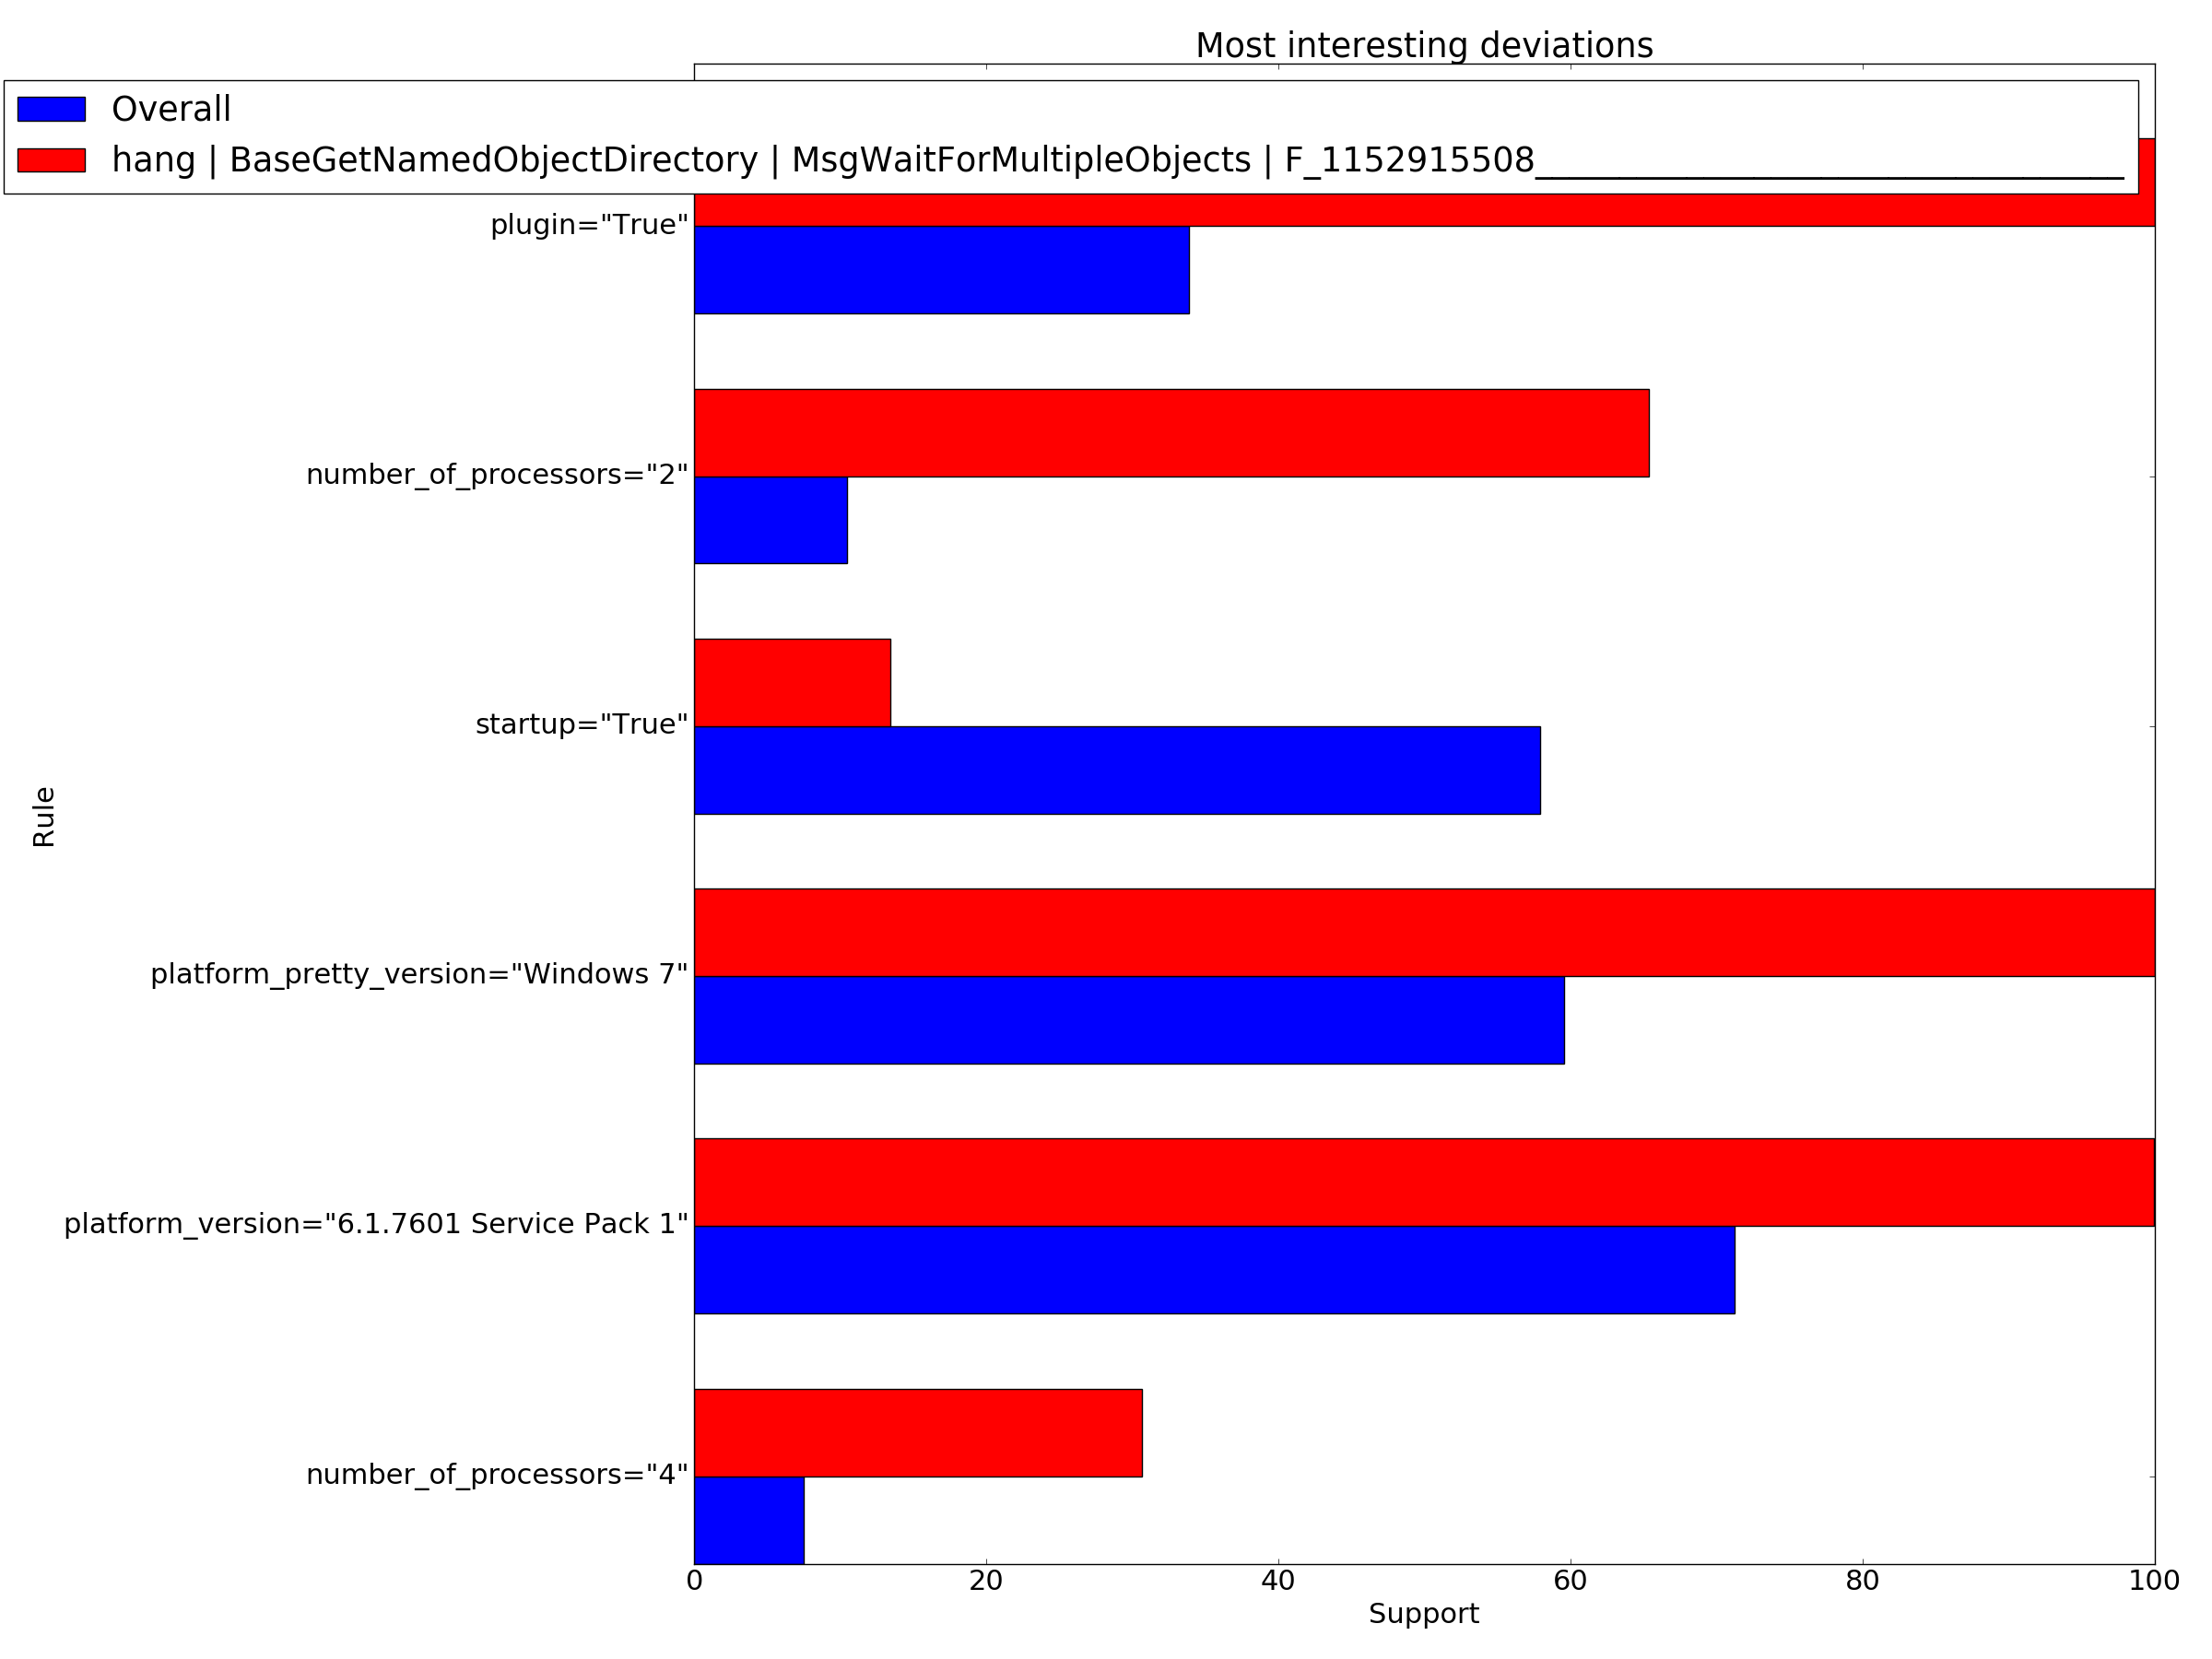 Most interesting deviations
Overall
hang | BaseGetNamedObjectDirectory | MsgWaitForMultipleObjects | F_1152915508___________________________________
plugin="True"
number_of_processors="2"
startup="True"
Rule
platform_pretty_version="Windows 7"
platform_version="6.1.7601 Service Pack 1"
number_of_processors="4"
0 20 40 60 80 100
Support